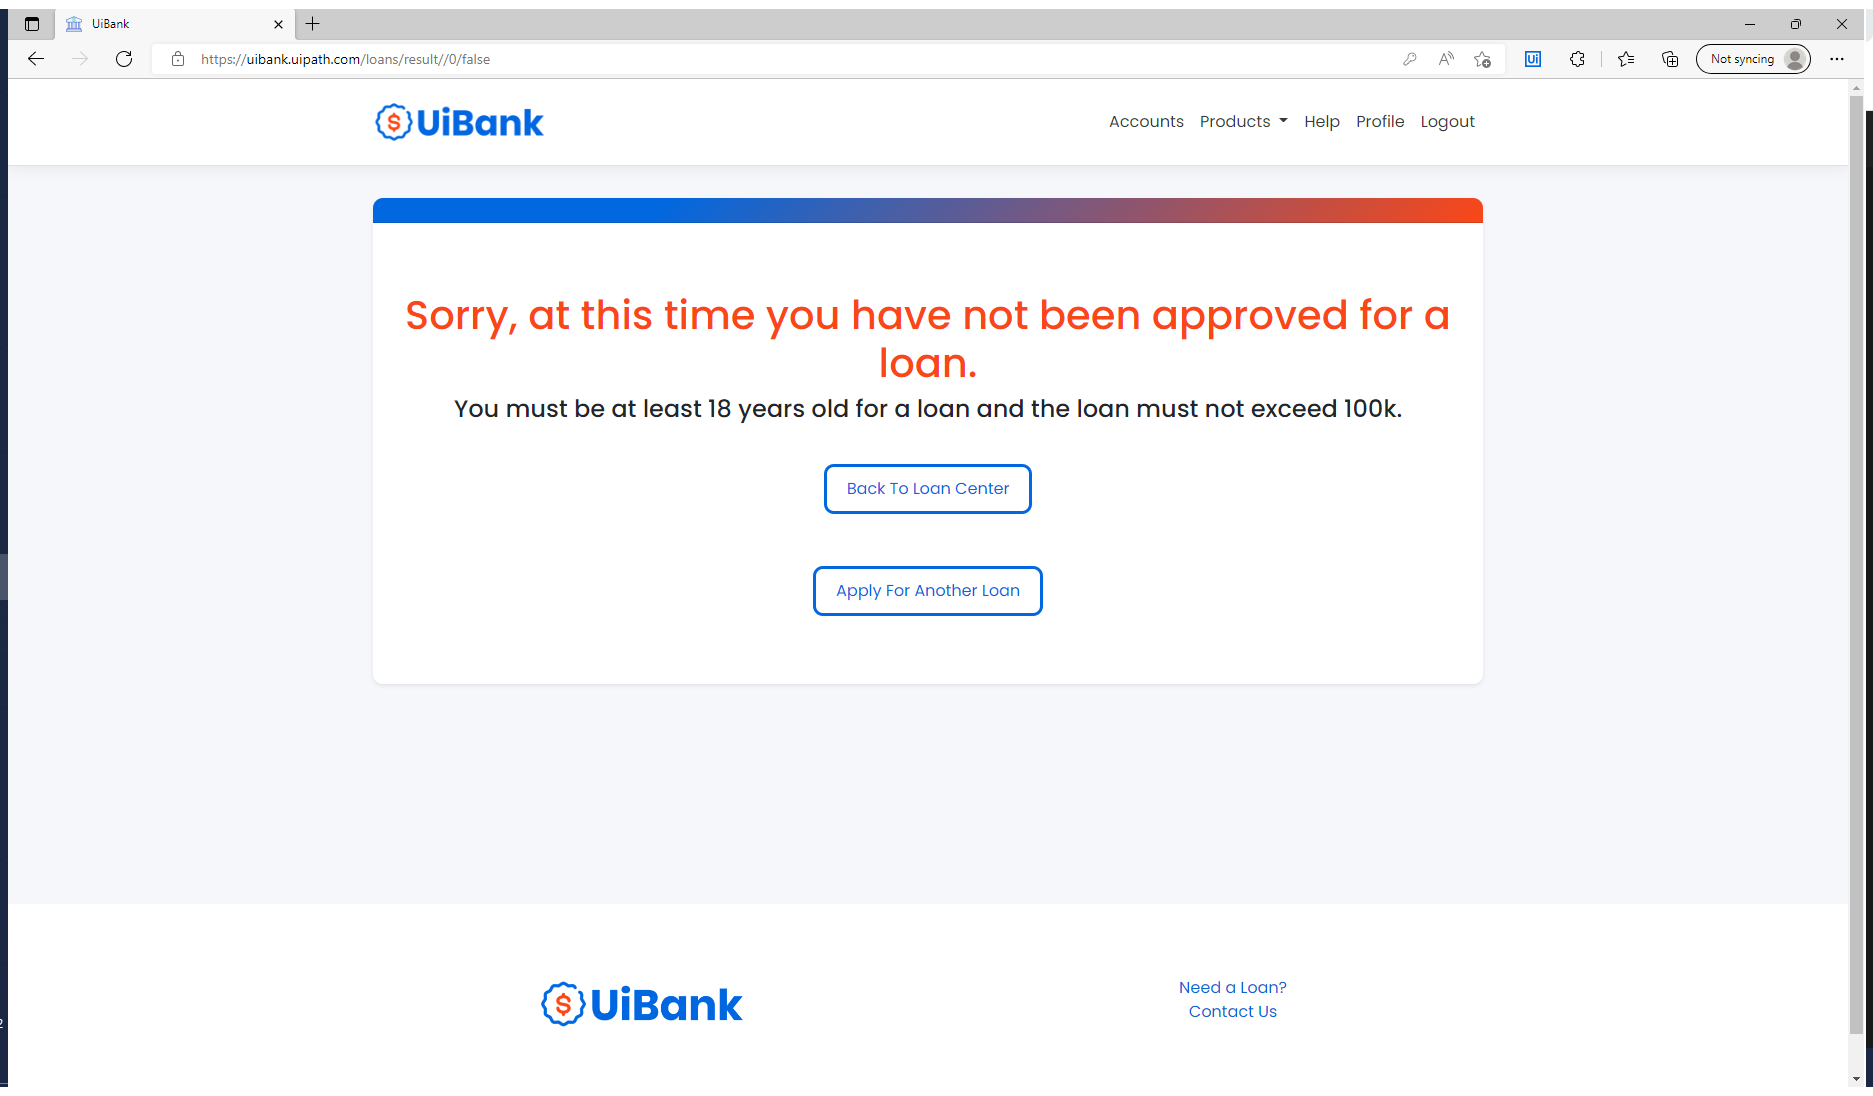 UiBank
https://uibank.uipath.com/loans/result//0/false
Ui
Not syncing
$ UiBank
Accounts Products Help Profile Logout
Sorry, at this time you have not been approved for a
loan.
You must be at least 18 years old for a loan and the loan must not exceed 100k.
Back To Loan Center
Apply For Another Loan
$ UiBank
Need a Loan?
Contact Us
2